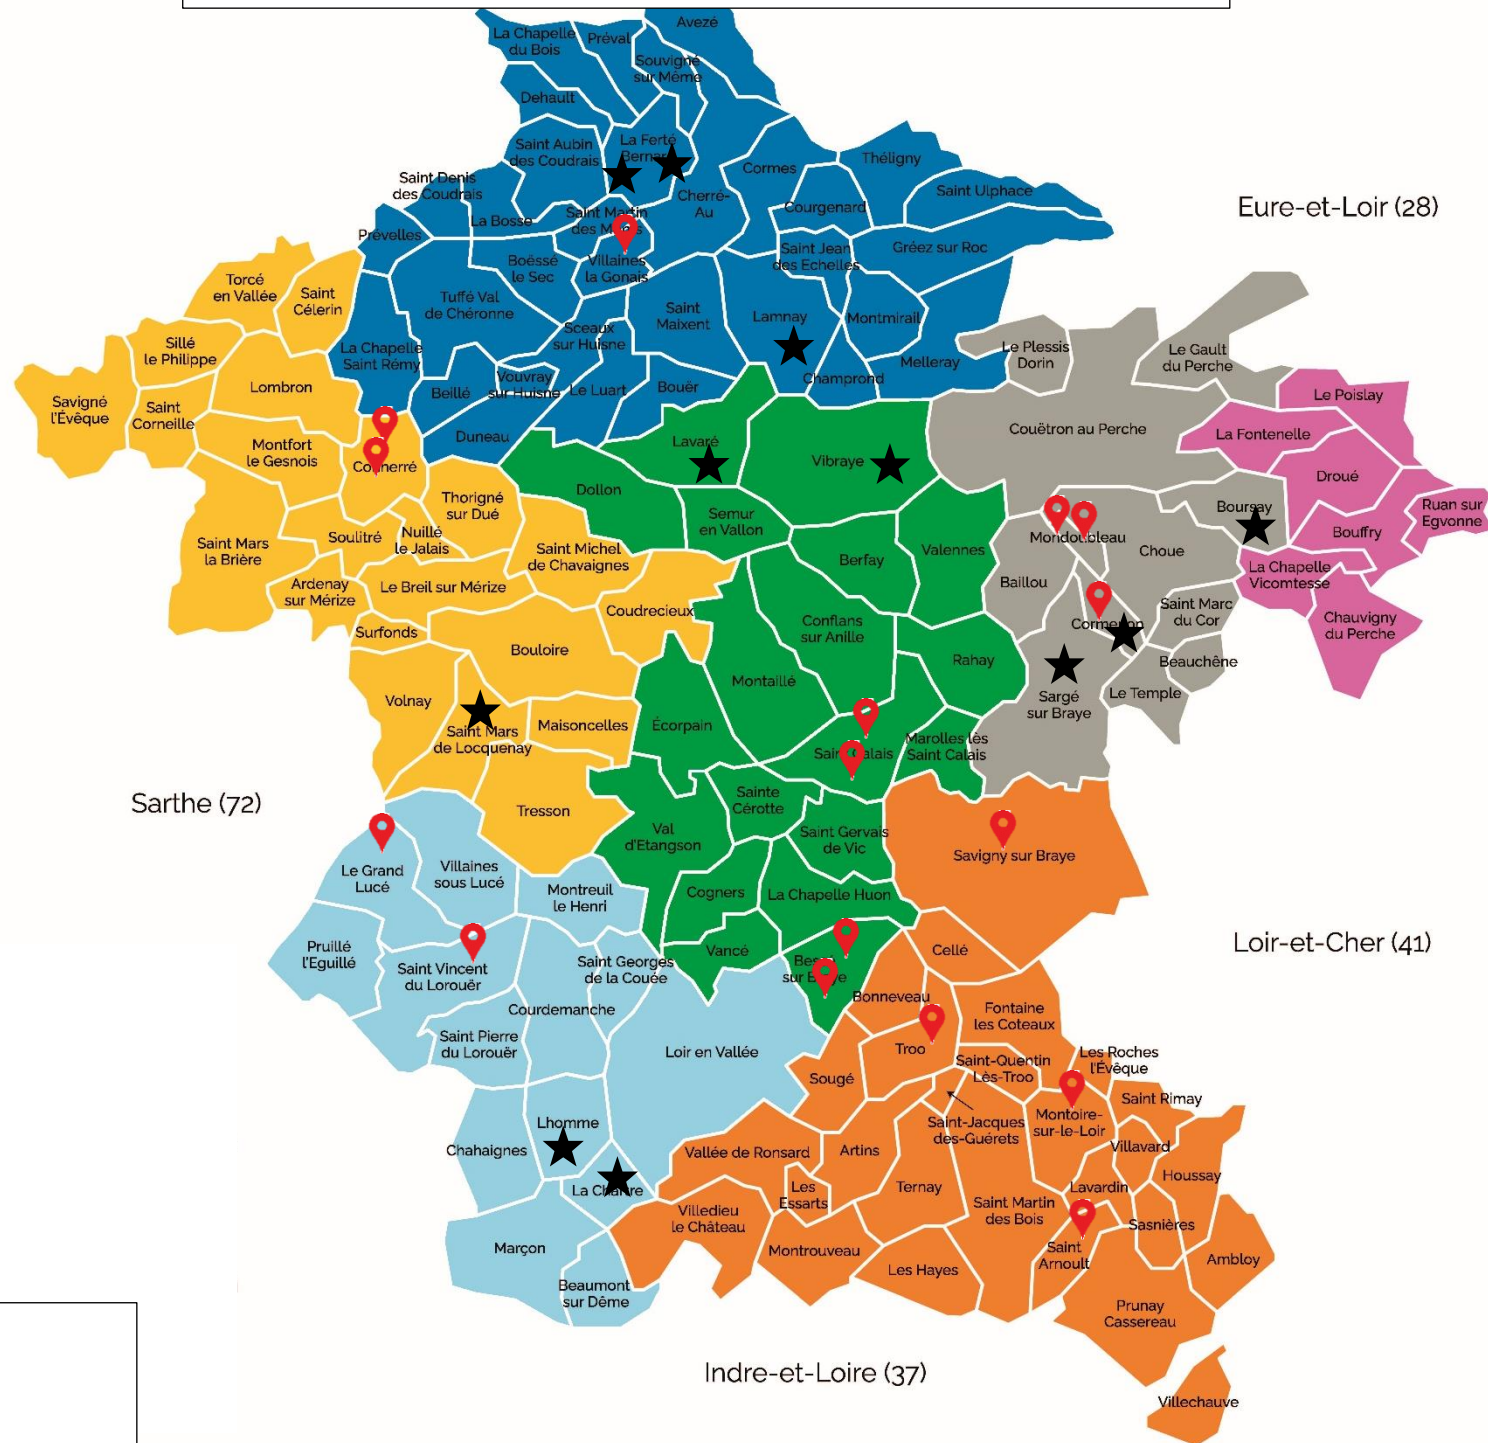 Avezé
La Chapelle
du Bois
Préval
Souvigné
sur Même
Dehault
Saint Aubin
des Coudrais
La Ferté
Cormes
Théligny
Saint Denis
des Coudrais
Saint Ulphace
Cherré-
Au
Courgenard
Eure-et-Loir (28)
La Bosse
Saint Martin
des
Prévelles
Saint Jean
des Echelles
Gréez sur Roc
Boëssé
le Sec
Villaines
la Gonais
Torcé
en Vallée
Saint
Célerin
Tuffé Val
de Chéronne
Saint
Maixent
Lamnay
Montmirail
Sceaux
sur Huisne
Sillé
le Philippe
La Chapelle
Saint Rémy
Le Plessis
Dorin
Le Gault
du Perche
Melleray
Lombron
Beillé
Vouvray
sur Huisne
Le Luart
Bouër
Champrond
Savigné
l'Évêque
Saint
Corneille
Le Poislay
Duneau
Couëtron au Perche
La Fontenelle
Montfort
le Gesnois
Lavaré
Vibraye
Droué
Dollon
Thorigné
sur Dué
Semur
en Vallon
Boursay
Ruan sur
Egvonne
Saint Mars
la Brière
Soulitré
Nuillé
le Jalais
Bouffry
Mondoubleau
Saint Michel
de Chavaignes
Berfay
Valennes
Choue
La Chapelle
Vicomtesse
Ardenay
sur Mérize
Le Breil sur Mérize
Baillou
Coudrecieux
Conflans
sur Anille
Saint Marc
du Cor
Chauvigny
du Perche
Surfonds
Bouloire
Rahay
Beauchêne
Montaillé
Volnay
Sargé
sur Braye
Le Temple
Saint Mars
de Locquenay
Maisoncelles
Écorpain
Marolles lès
Saint Calais
Saint Calais
Sarthe (72)
Tresson
Sainte
Cérotte
Val
d'Etangson
Saint Gervais
de Vic
Savigny sur Braye
Le Grand
Lucé
Villaines
sous Lucé
Montreuil
le Henri
Cogners
La Chapelle Huon
Pruillé
l'Eguillé
Saint Vincent
du Lorouër
Saint Georges
de la Couée
Vancé
sur Braye
Cellé
Loir-et-Cher (41)
Bonneveau
Courdemanche
Fontaine
les Coteaux
Saint Pierre
du Lorouër
Loir en Vallée
Troo
Saint-Quentin
Lès-Troo
Les Roches
l'Évêque
Sougé
Saint Rimay
Saint-Jacques
des-Guérets
Montoire-
sur-le-Loir
Lhomme
Chahaignes
Vallée de Ronsard
Artins
Villavard
Houssay
La
Les
Essarts
Ternay
Lavardin
Villedieu
le Château
Saint Martin
des Bois
Sasnières
Marçon
Montrouveau
Saint
Arnoult
Ambloy
Les Hayes
Beaumont
sur Dême
Prunay
Cassereau
Indre-et-Loire (37)
Villechauve